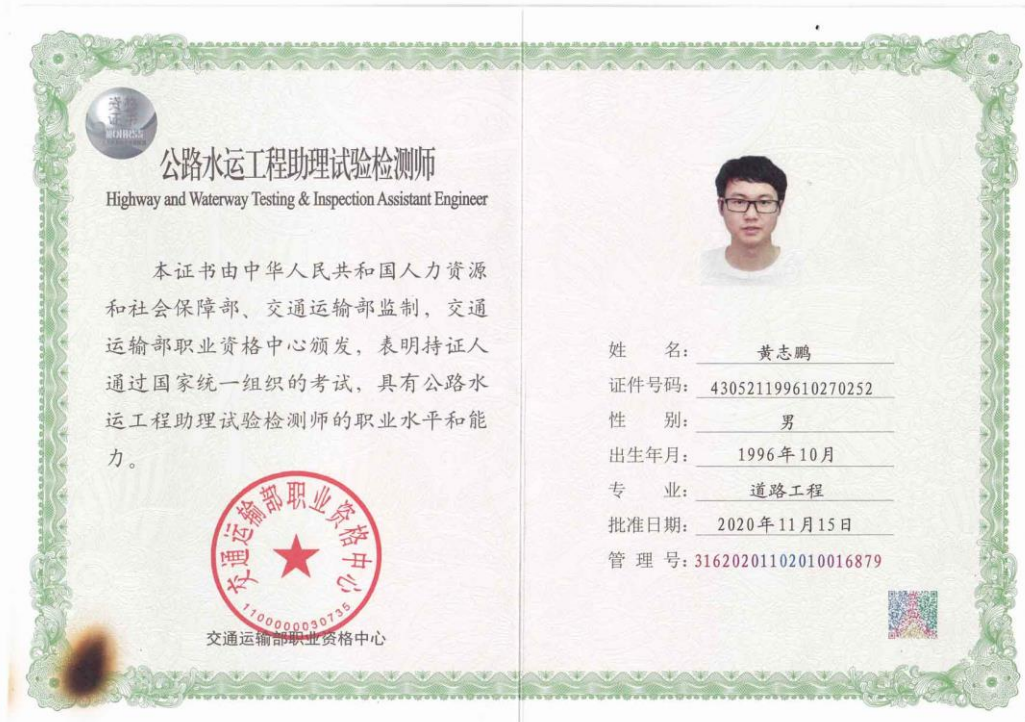 资格
证书
公路水运工程助理试验检测师
Highway and Waterway Testing & Inspection Assistant Engineer
本证书由中华人民共和国人力资源
和社会保障部、交通运输部监制，交通
运输部职业资格中心颁发，表明持证人
通过国家统一组织的考试，具有公路水
运工程助理试验检测师的职业水平和能
力。
交通运输部职业资格中心
1100000030735
交通运输部职业资格中心
姓 名：黄志鹏
证件号码：430521199610270252
性 别：男
出生年月：1996年10月
专 业：道路工程
批准日期：2020年11月15日
管 理 号：31620201102010016879